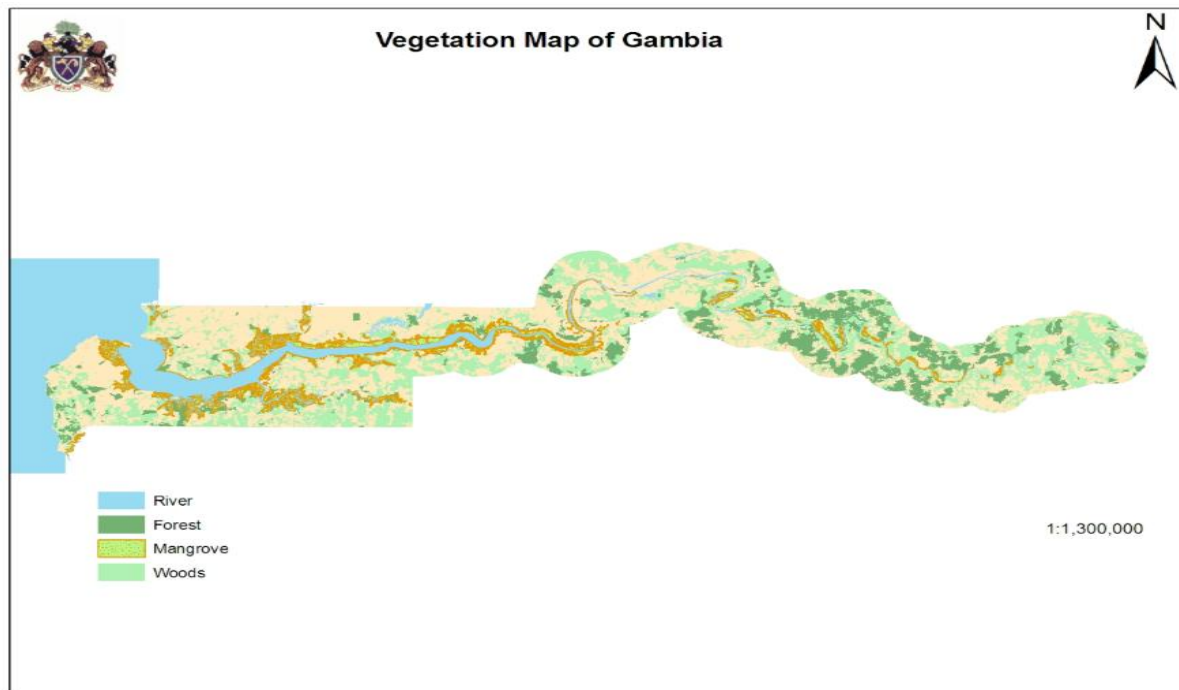 Vegetation Map of Gambia
N
River
Forest
Mangrove
Woods
1:1,300,000